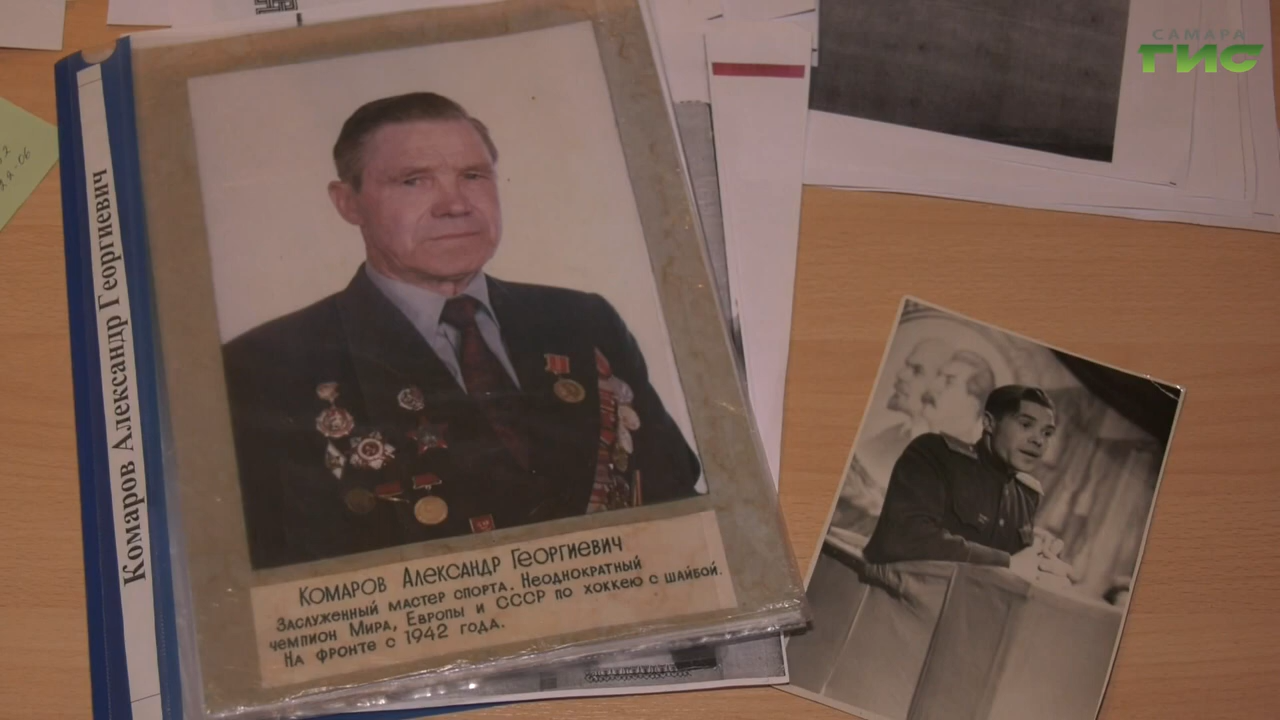 САМАРА
ГИС
Комаров Александр Георгиевич
Комаров Александр Георгиевич
Заслуженный мастер спорта. Неоднократный
чемпион Мира, Европы и СССР по хоккею с шайбой.
На фронте с 1942 года.